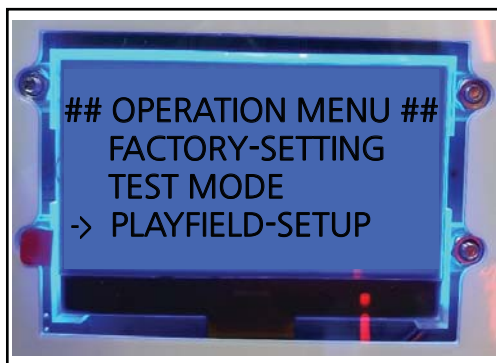 ## OPERATION MENU ##
FACTORY-SETTING
TEST MODE
-> PLAYFIELD-SETUP